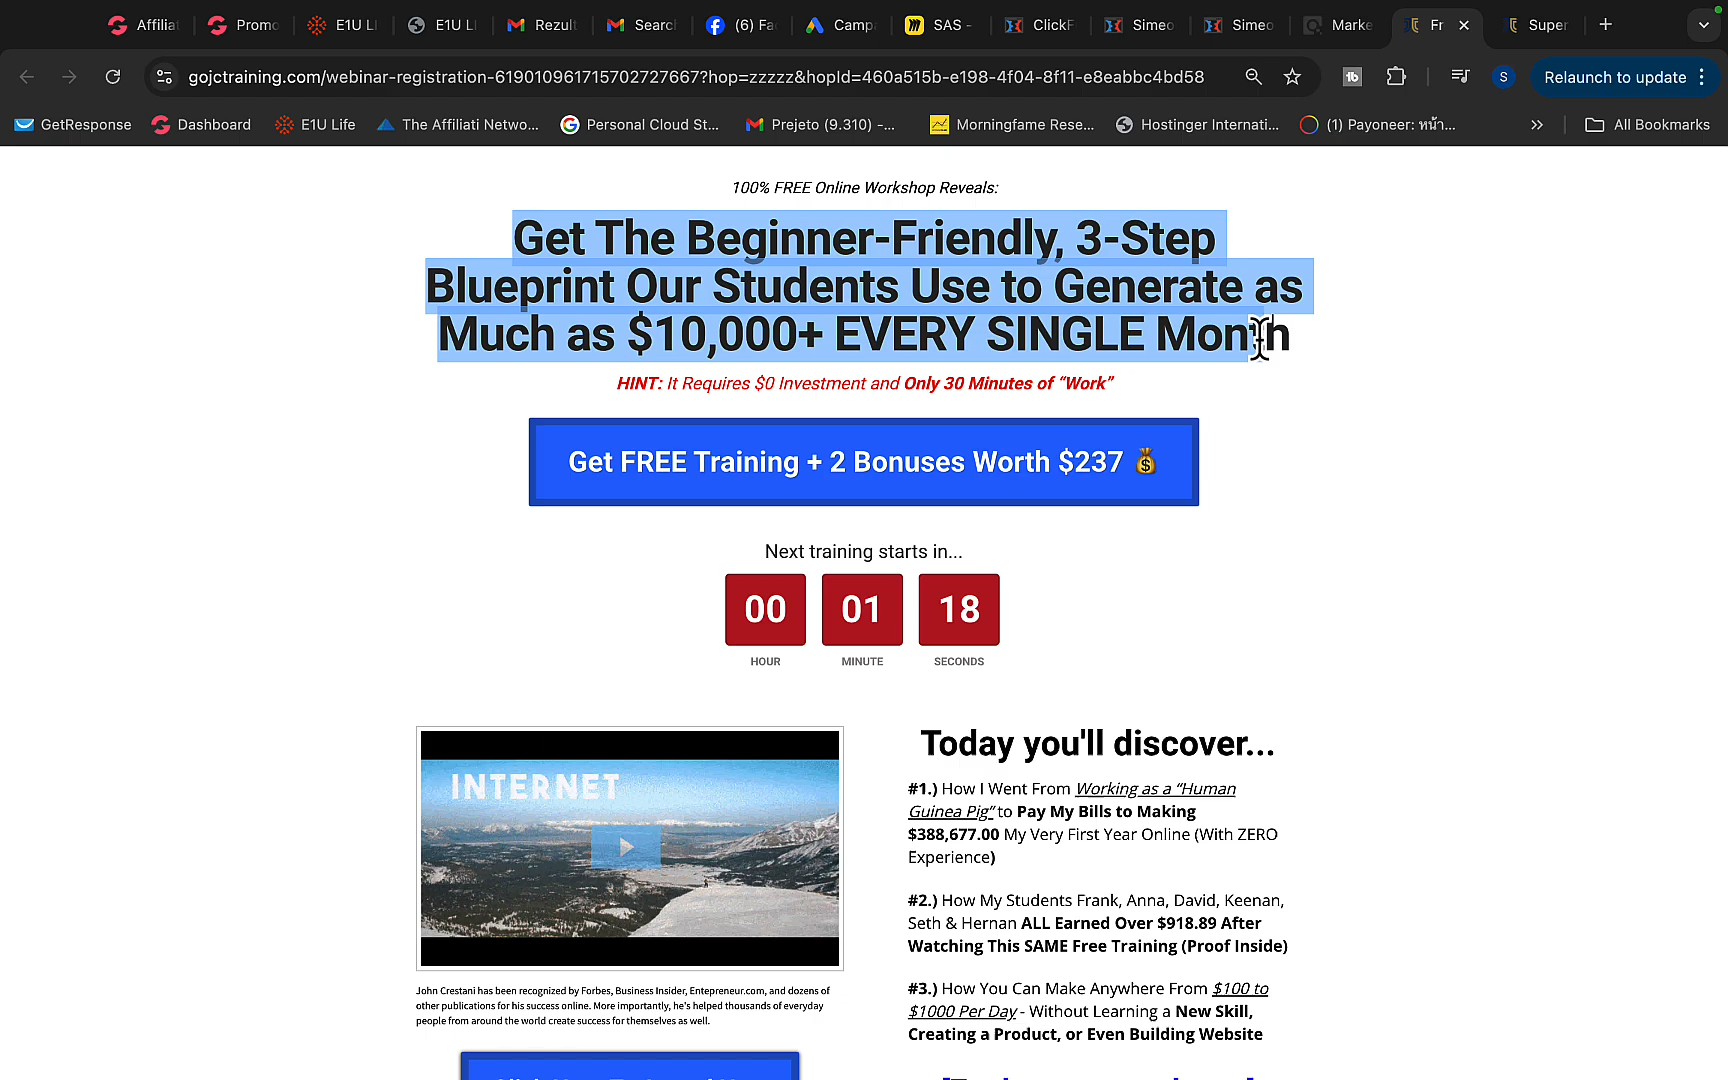 Affiliat
Promo
E1U LI
E1U LI
Rezult
Search
(6) Fac
Camp
SAS -
ClickF
Simeo
Simeo
Marke
Fr
Super
gojctraining.com/webinar-registration-619010961715702727667?hop=zzzzz&hopId=460a515b-e198-4f04-8f11-e8eabbc4bd58
S
Relaunch to update
GetResponse
Dashboard
E1U Life
The Affiliati Netwo...
Personal Cloud St...
Prejeto (9.310) -...
Morningfame Rese...
Hostinger Internati...
(1) Payoneer: หน้า...
All Bookmarks
100% FREE Online Workshop Reveals:
Get The Beginner-Friendly, 3-Step
Blueprint Our Students Use to Generate as
Much as $10,000+ EVERY SINGLE Month
HINT: It Requires $0 Investment and Only 30 Minutes of “Work”
Get FREE Training + 2 Bonuses Worth $237 💰
Next training starts in...
00 01 18
HOUR MINUTE SECONDS
INTERNET
John Crestani has been recognized by Forbes, Business Insider, Entepreneur.com, and dozens of
other publications for his success online. More importantly, he's helped thousands of everyday
people from around the world create success for themselves as well.
Today you'll discover...
#1.) How I Went From Working as a “Human
Guinea Pig” to Pay My Bills to Making
$388,677.00 My Very First Year Online (With ZERO
Experience)
#2.) How My Students Frank, Anna, David, Keenan,
Seth & Hernan ALL Earned Over $918.89 After
Watching This SAME Free Training (Proof Inside)
#3.) How You Can Make Anywhere From $100 to
$1000 Per Day - Without Learning a New Skill,
Creating a Product, or Even Building Website